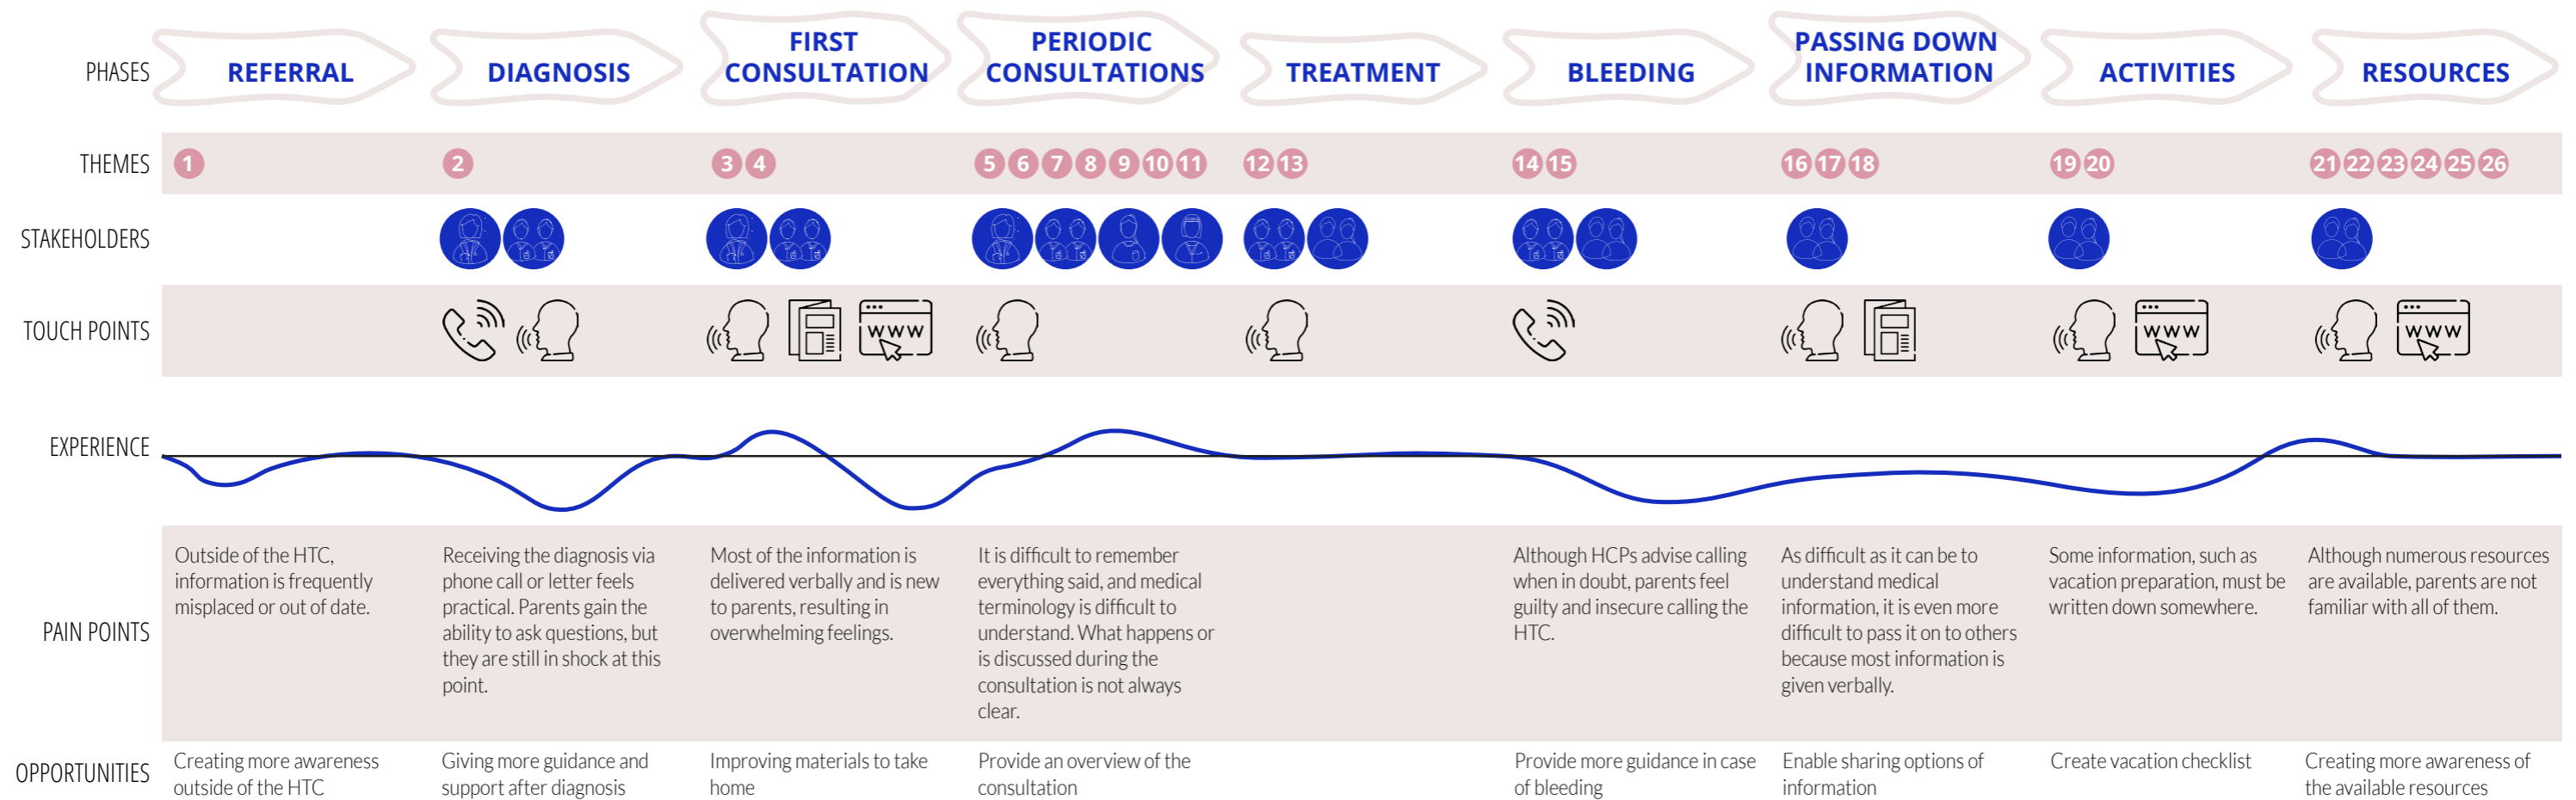 PHASES
REFERRAL
DIAGNOSIS
FIRST
CONSULTATION
PERIODIC
CONSULTATIONS
TREATMENT
BLEEDING
PASSING DOWN
INFORMATION
ACTIVITIES
RESOURCES
THEMES
1
2
3 4
5 6 7 8 9 10 11
12 13
14 15
16 17 18
19 20
21 22 23 24 25 26
STAKEHOLDERS
TOUCH POINTS
WWW
WWW
WWW
EXPERIENCE
PAIN POINTS
Outside of the HTC,
information is frequently
misplaced or out of date.
Receiving the diagnosis via
phone call or letter feels
practical. Parents gain the
ability to ask questions, but
they are still in shock at this
point.
Most of the information is
delivered verbally and is new
to parents, resulting in
overwhelming feelings.
It is difficult to remember
everything said, and medical
terminology is difficult to
understand. What happens or
is discussed during the
consultation is not always
clear.
Although HCPs advise calling
when in doubt, parents feel
guilty and insecure calling the
HTC.
As difficult as it can be to
understand medical
information, it is even more
difficult to pass it on to others
because most information is
given verbally.
Some information, such as
vacation preparation, must be
written down somewhere.
Although numerous resources
are available, parents are not
familiar with all of them.
OPPORTUNITIES
Creating more awareness
outside of the HTC
Giving more guidance and
support after diagnosis
Improving materials to take
home
Provide an overview of the
consultation
Provide more guidance in case
of bleeding
Enable sharing options of
information
Create vacation checklist
Creating more awareness of
the available resources